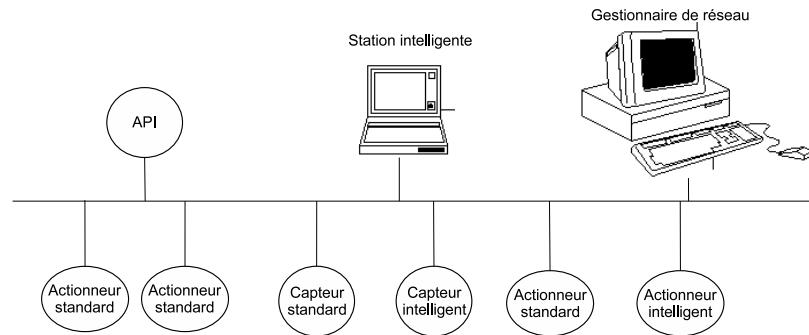 Gestionnaire de réseau
Station intelligente
API
Actionneur
standard
Actionneur
standard
Capteur
standard
Capteur
intelligent
Actionneur
standard
Actionneur
intelligent